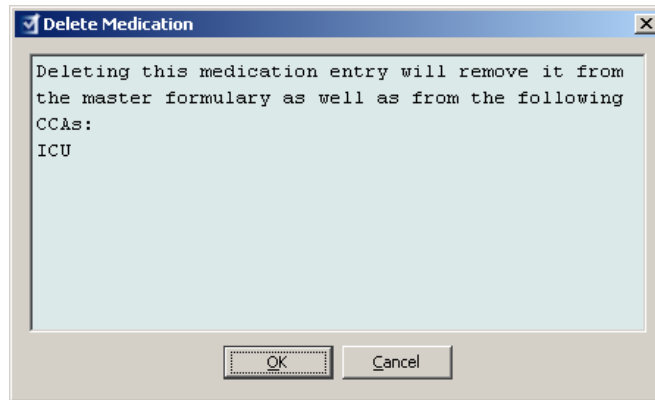 Delete Medication
Deleting this medication entry will remove it from
the master formulary as well as from the following
CCAs:
ICU
OK Cancel